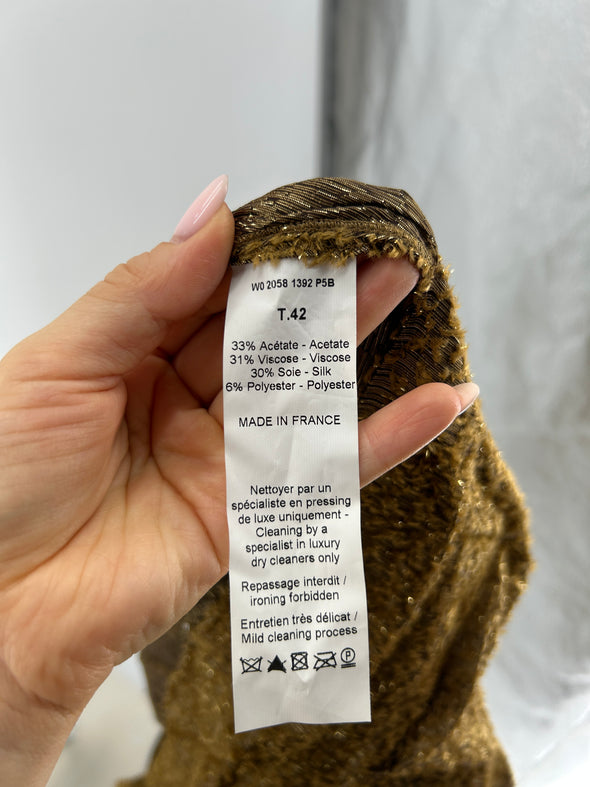 W0 2058 1392 P5B
T.42
33% Acétate - Acetate
31% Viscose - Viscose
30% Soie - Silk
6% Polyester - Polyester
MADE IN FRANCE
Nettoyer par un
spécialiste en pressing
de luxe uniquement -
Cleaning by a
specialist in luxury
dry cleaners only
Repassage interdit /
ironing forbidden
Entretien très délicat /
Mild cleaning process
P